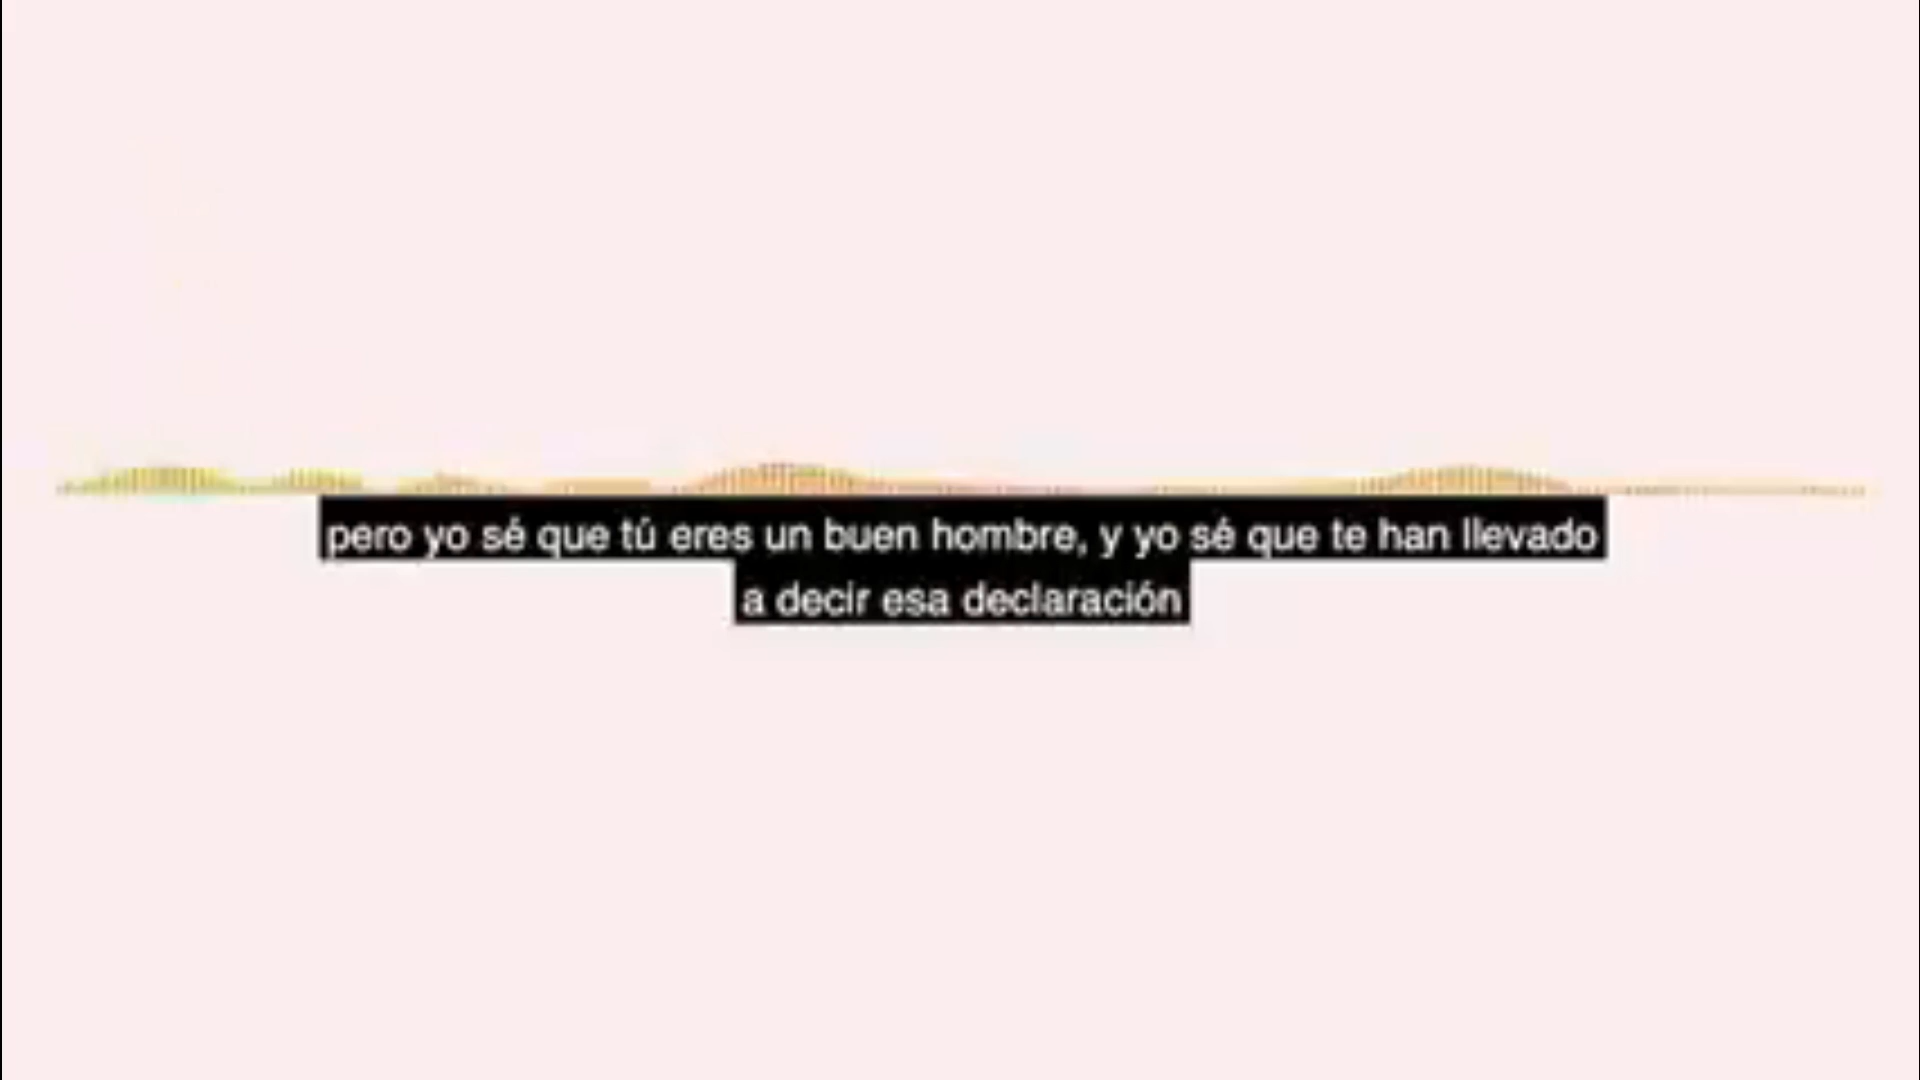 pero yo sé que tú eres un buen hombre, y yo sé que te han llevado
a decir esa declaración